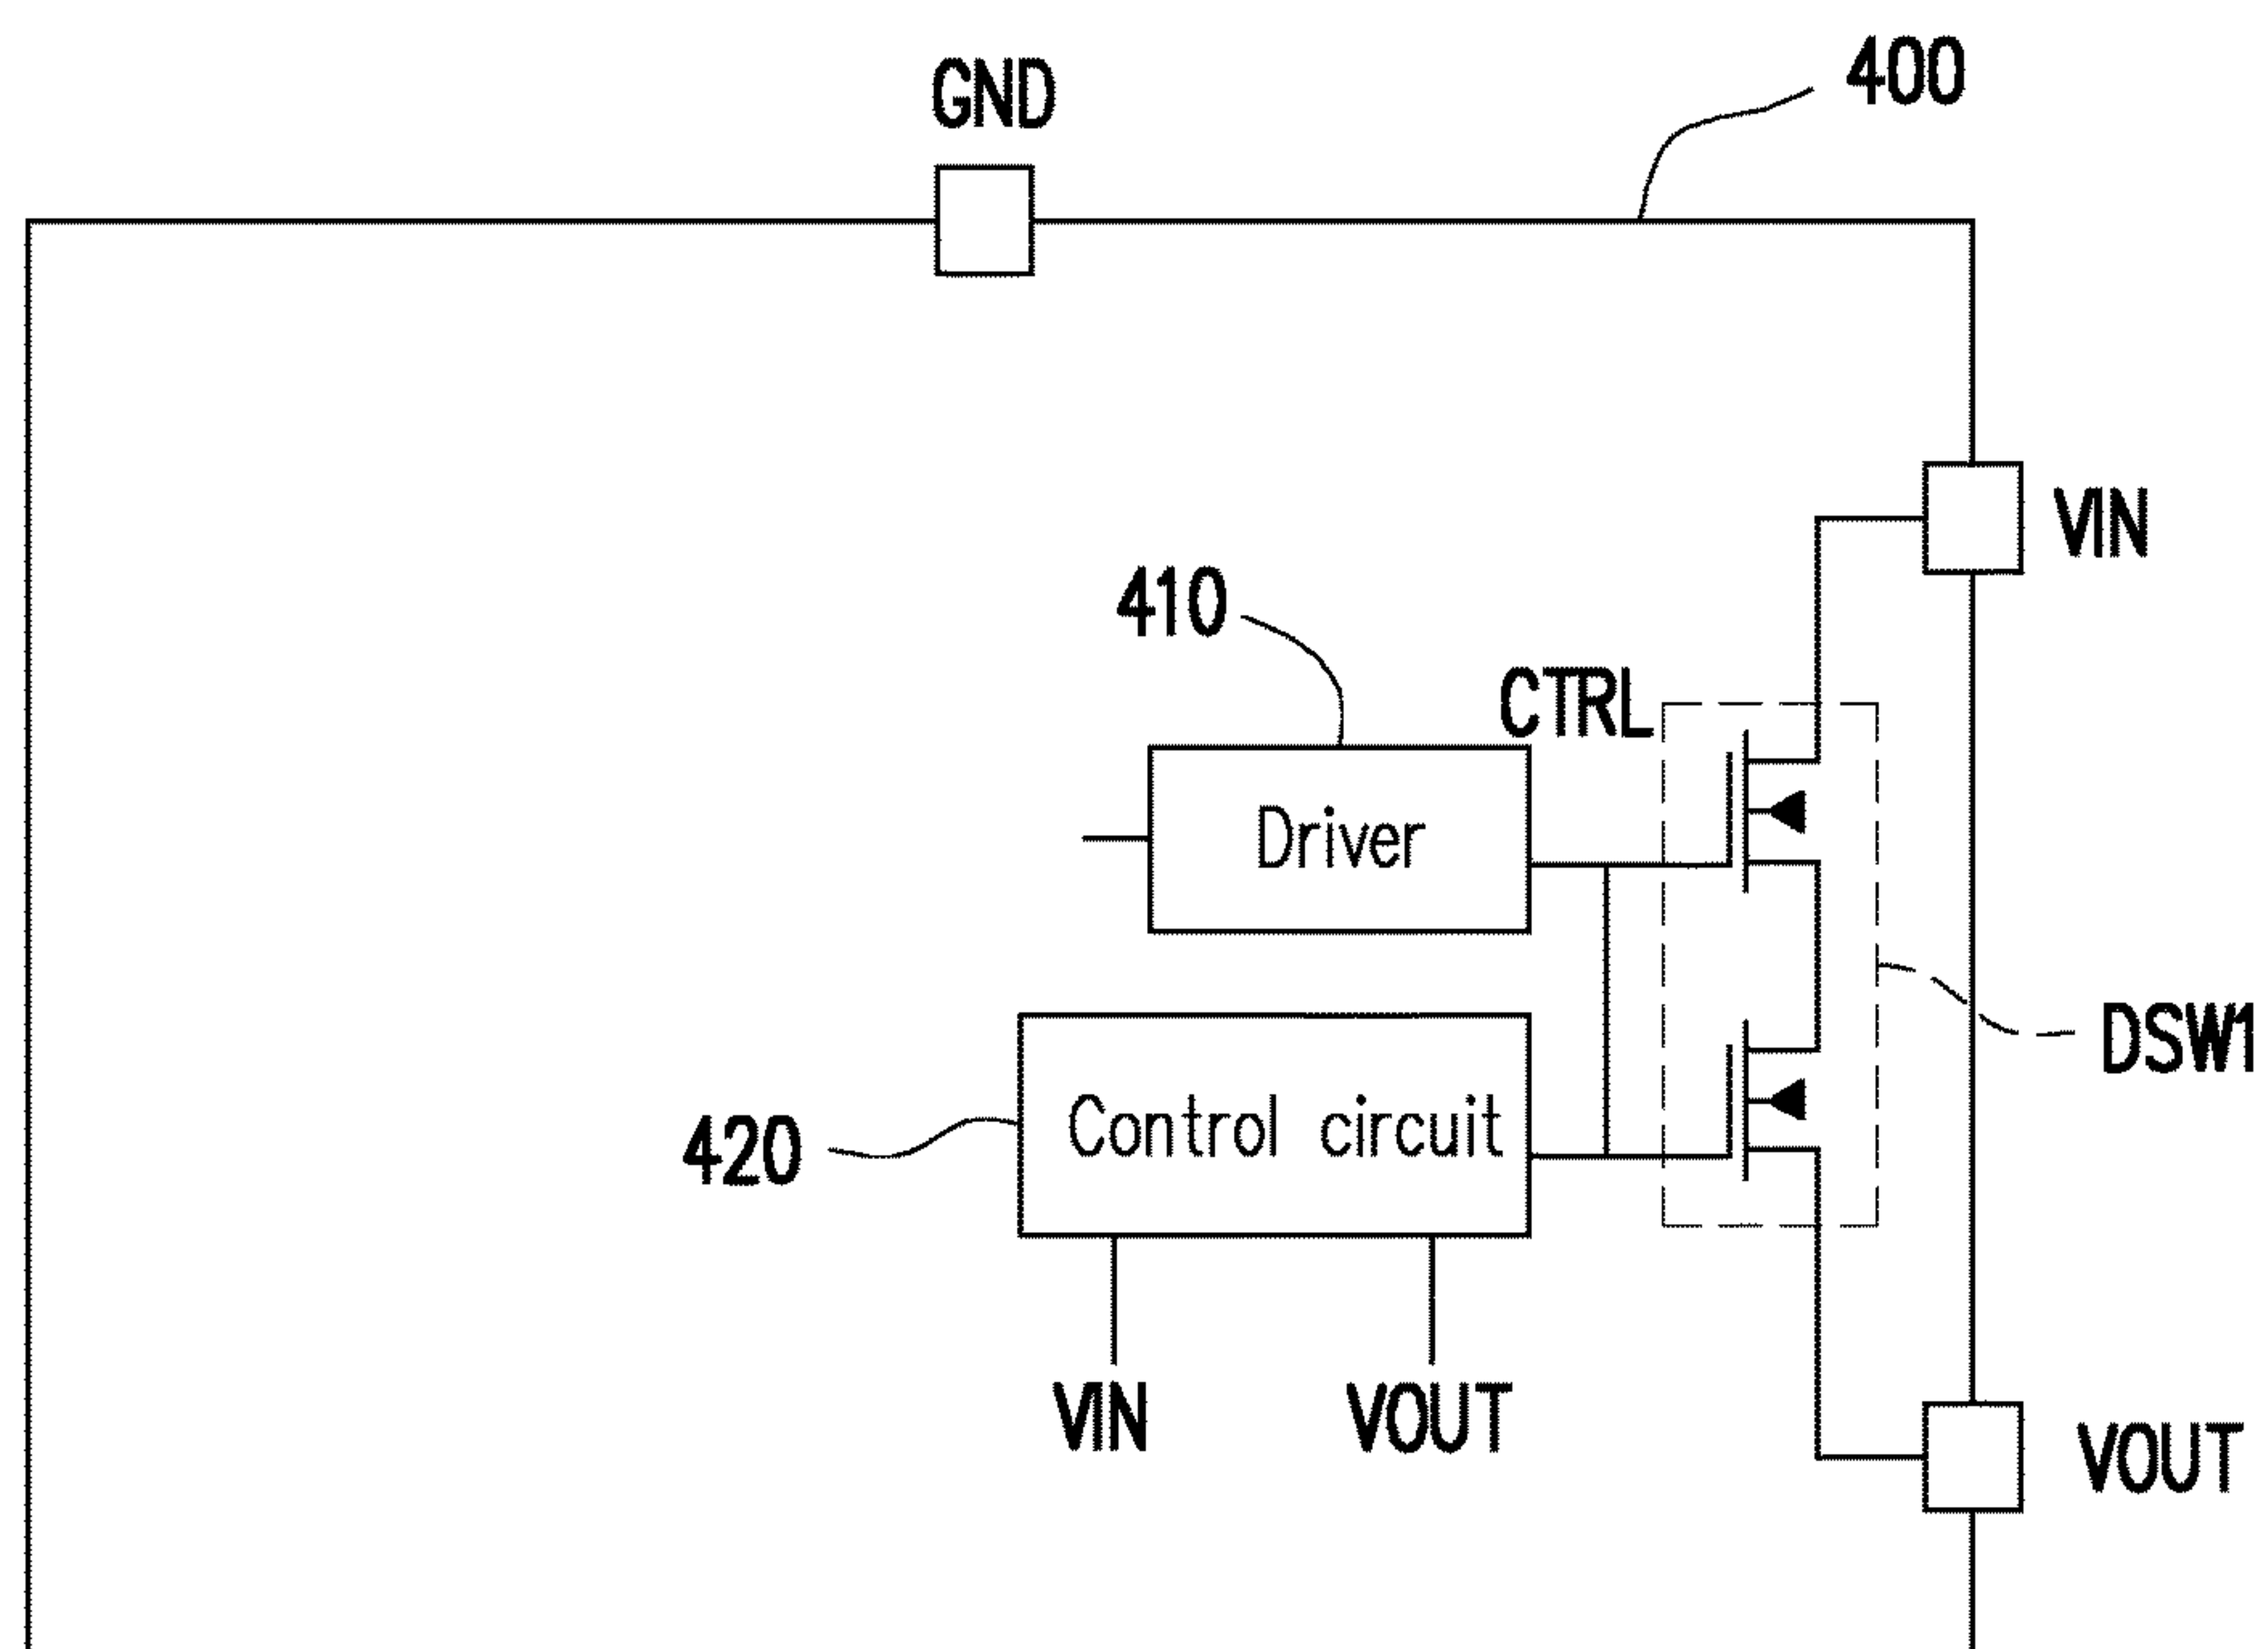 400
GND
VIN
410
CTRL
Driver
DSW1
Control circuit
420
VIN
VOUT
VOUT